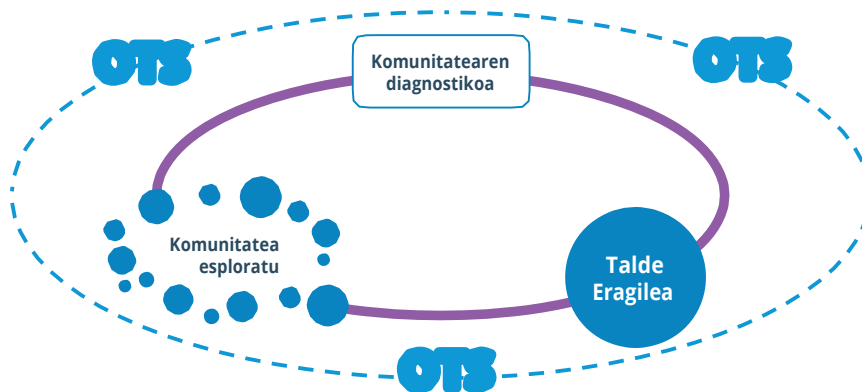 OTS
OTS
Komunitatearen
diagnostikoa
Komunitatea
esploratu
Talde
Eragilea
OTS